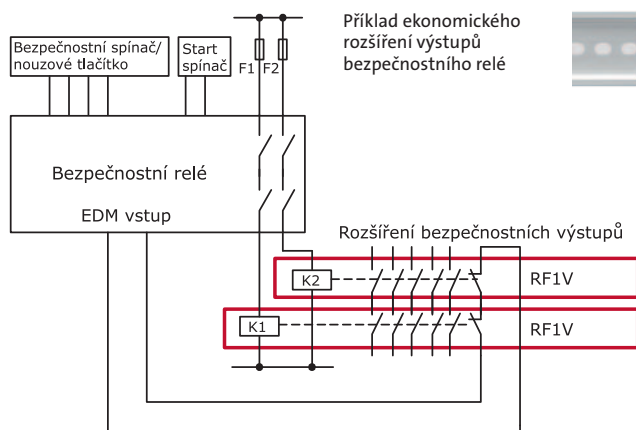 Příklad ekonomického
rozšíření výstupů
bezpečnostního relé
Bezpečnostní spínač/
nouzové tlačítko
Start
spínač
F1 F2
Bezpečnostní relé
EDM vstup
Rozšíření bezpečnostních výstupů
K2
RF1V
K1
RF1V